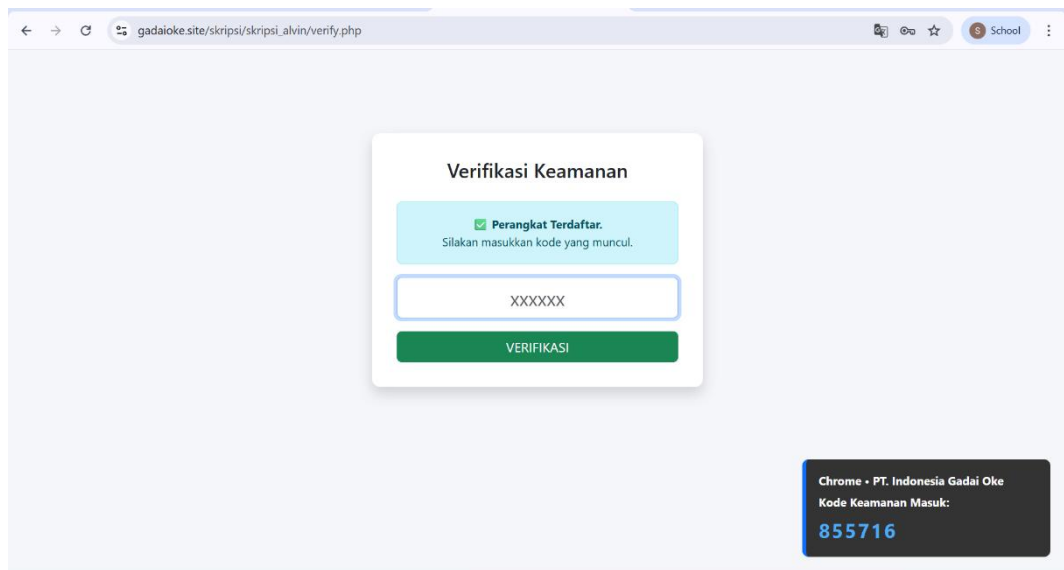 gadaioke.site/skripsi/skripsi_alvin/verify.php
S School
Verifikasi Keamanan
Perangkat Terdaftar.
Silakan masukkan kode yang muncul.
XXXXXX
VERIFIKASI
Chrome • PT. Indonesia Gadai Oke
Kode Keamanan Masuk:
855716